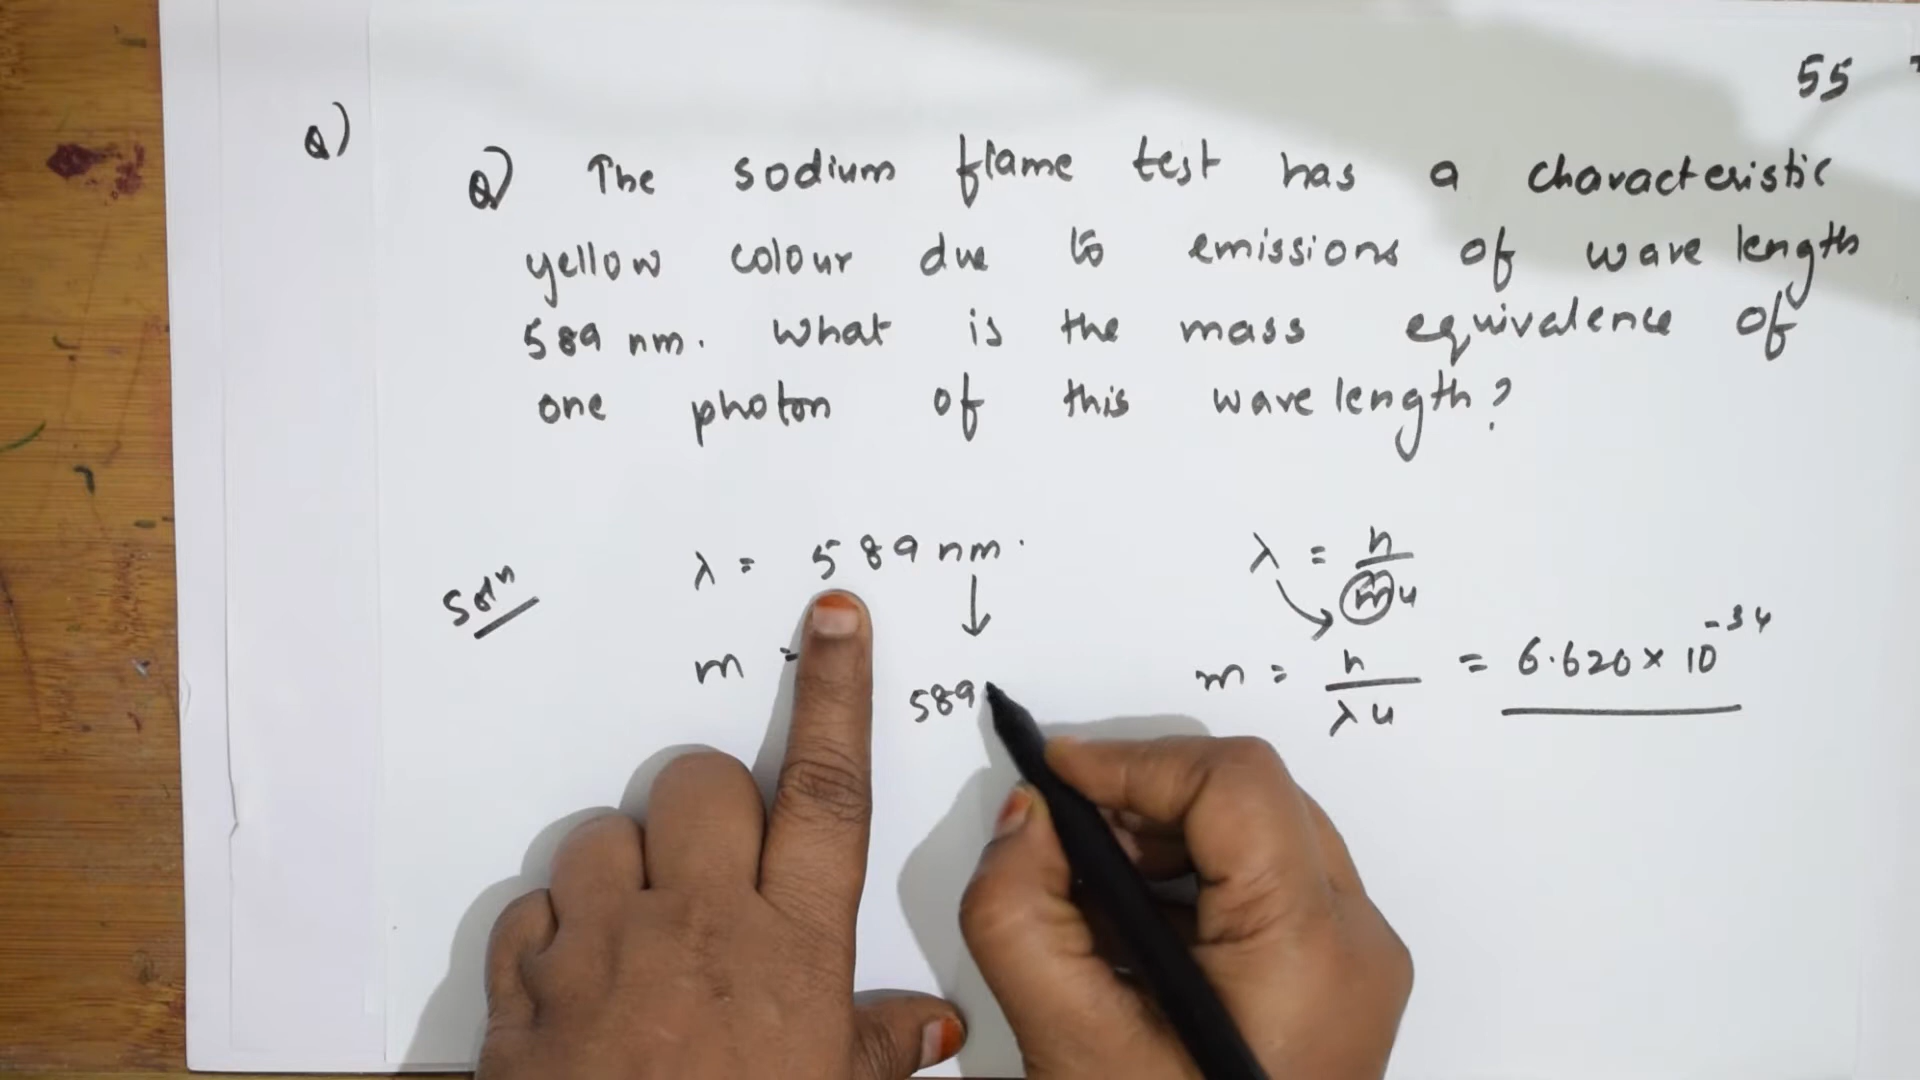 55
Q)
Q) The sodium flame test has a characteristic
yellow colour due to emissions of wave length
589 nm. What is the mass equivalence of
one photon of this wave length?
Soln
λ = 589 nm.
λ = h/mu
m =
589
m = h/λu = 6.620 × 10⁻³⁴